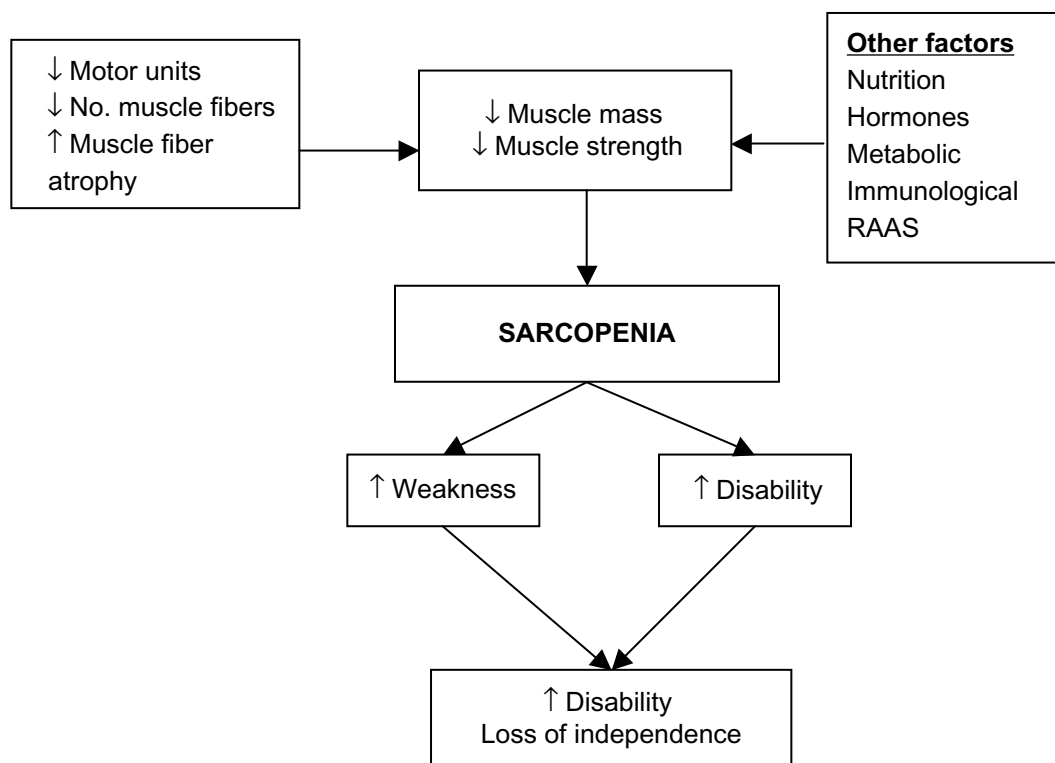 ↓ Motor units
↓ No. muscle fibers
↑ Muscle fiber
atrophy
↓ Muscle mass
↓ Muscle strength
Other factors
Nutrition
Hormones
Metabolic
Immunological
RAAS
SARCOPENIA
↑ Weakness
↑ Disability
↑ Disability
Loss of independence